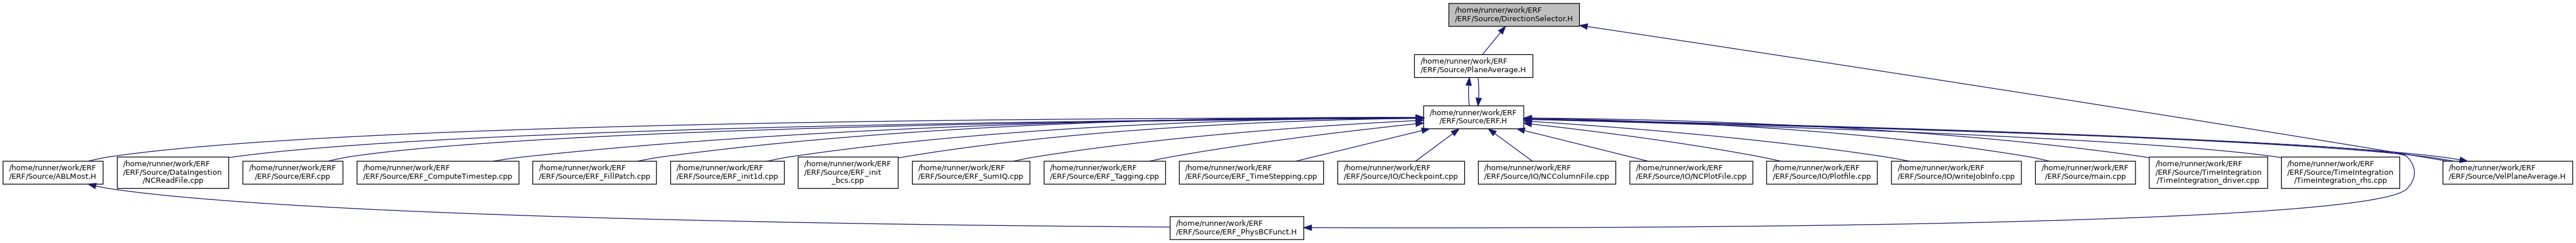 /home/runner/work/ERF
/ERF/Source/DirectionSelector.H
/home/runner/work/ERF
/ERF/Source/PlaneAverage.H
/home/runner/work/ERF
/ERF/Source/ERF.H
/home/runner/work/ERF
/ERF/Source/ABLMost.H
/home/runner/work/ERF
/ERF/Source/DataIngestion
/NCReadFile.cpp
/home/runner/work/ERF
/ERF/Source/ERF.cpp
/home/runner/work/ERF
/ERF/Source/ERF_ComputeTimestep.cpp
/home/runner/work/ERF
/ERF/Source/ERF_FillPatch.cpp
/home/runner/work/ERF
/ERF/Source/ERF_init1d.cpp
/home/runner/work/ERF
/ERF/Source/ERF_init
_bcs.cpp
/home/runner/work/ERF
/ERF/Source/ERF_SumIQ.cpp
/home/runner/work/ERF
/ERF/Source/ERF_Tagging.cpp
/home/runner/work/ERF
/ERF/Source/ERF_TimeStepping.cpp
/home/runner/work/ERF
/ERF/Source/IO/Checkpoint.cpp
/home/runner/work/ERF
/ERF/Source/IO/NCColumnFile.cpp
/home/runner/work/ERF
/ERF/Source/IO/NCPlotFile.cpp
/home/runner/work/ERF
/ERF/Source/IO/Plotfile.cpp
/home/runner/work/ERF
/ERF/Source/IO/writeJobInfo.cpp
/home/runner/work/ERF
/ERF/Source/main.cpp
/home/runner/work/ERF
/ERF/Source/TimeIntegration
/TimeIntegration_driver.cpp
/home/runner/work/ERF
/ERF/Source/TimeIntegration
/TimeIntegration_rhs.cpp
/home/runner/work/ERF
/ERF/Source/VelPlaneAverage.H
/home/runner/work/ERF
/ERF/Source/ERF_PhysBCFunct.H